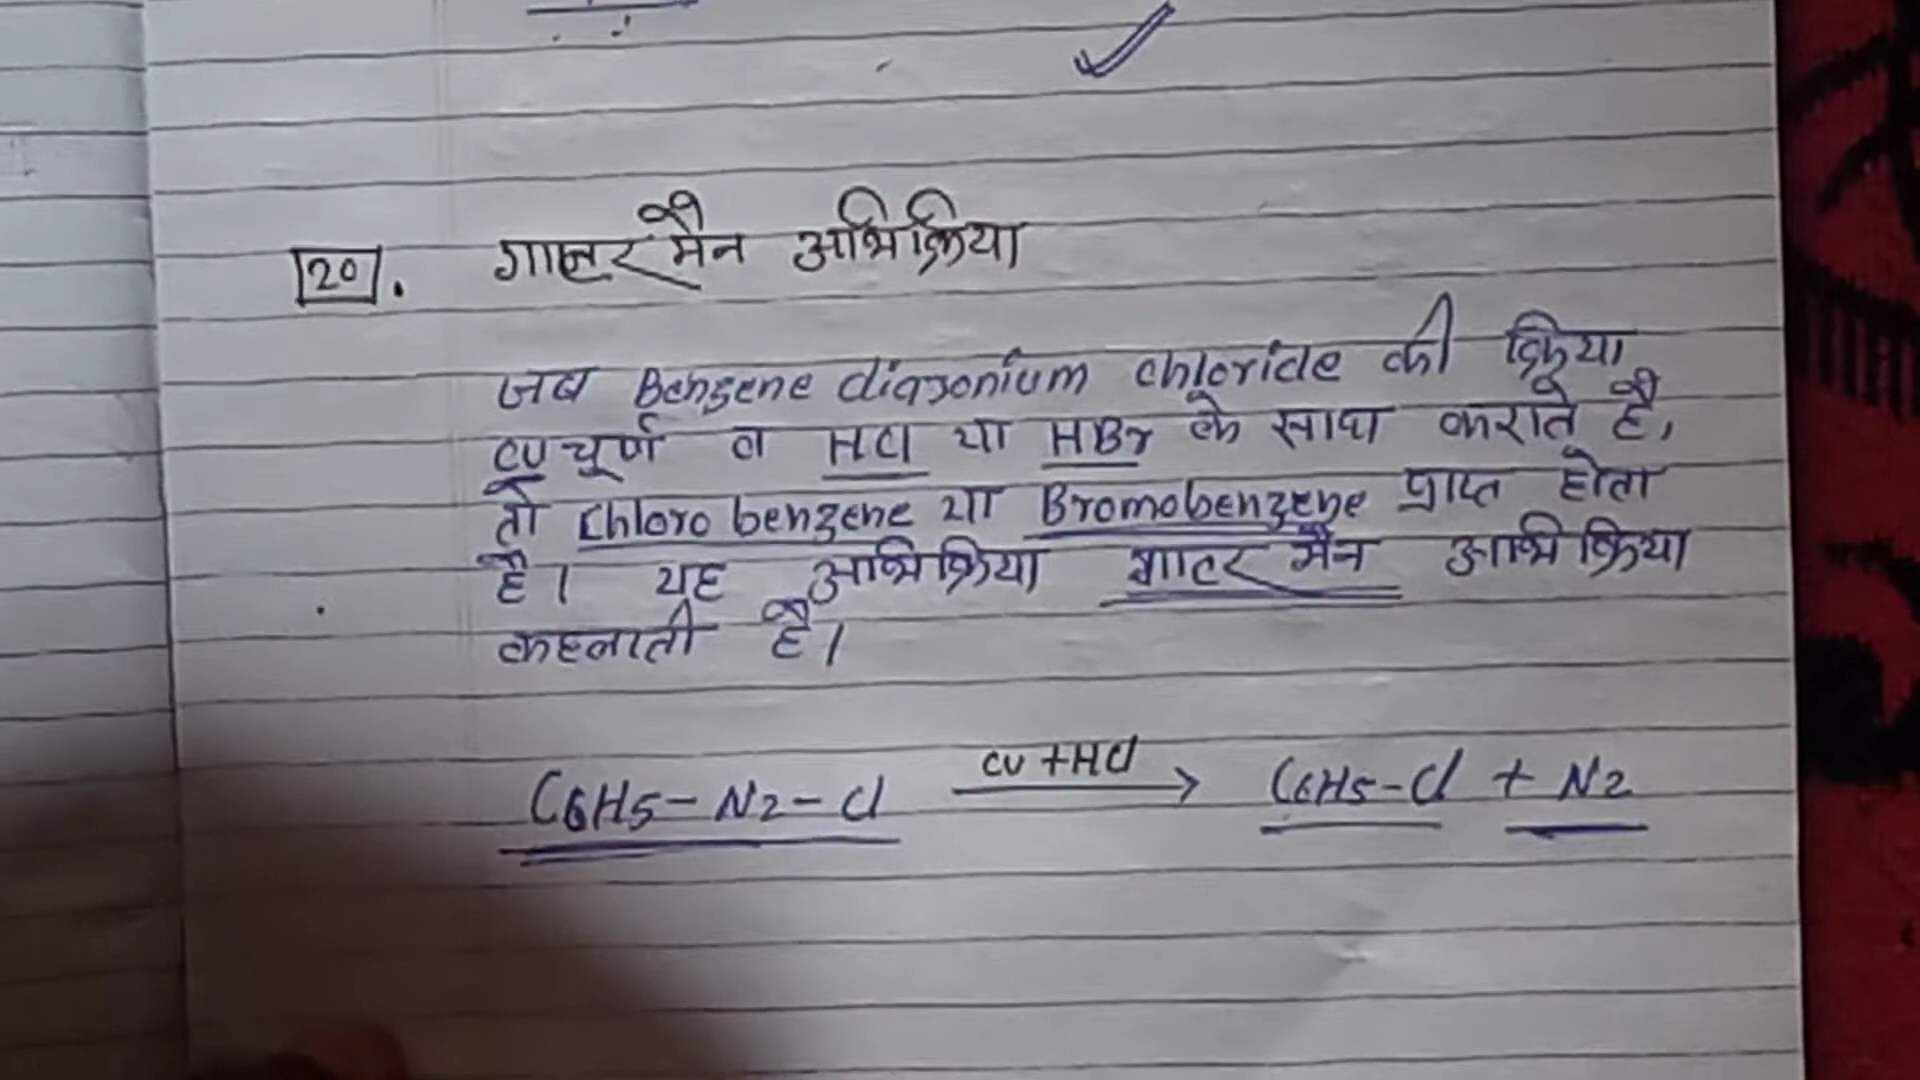 20. गाटरमैन अभिक्रिया
जब Benzene diazonium chloride की क्रिया
cu चूर्ण व HCl या HBr के साथ कराते है,
तो chloro benzene या Bromobenzene प्राप्त होता
है। यह अभिक्रिया गाटरमैन अभिक्रिया
कहलाती है।
cu +HCl
C6H5-N2-Cl → C6H5-Cl + N2